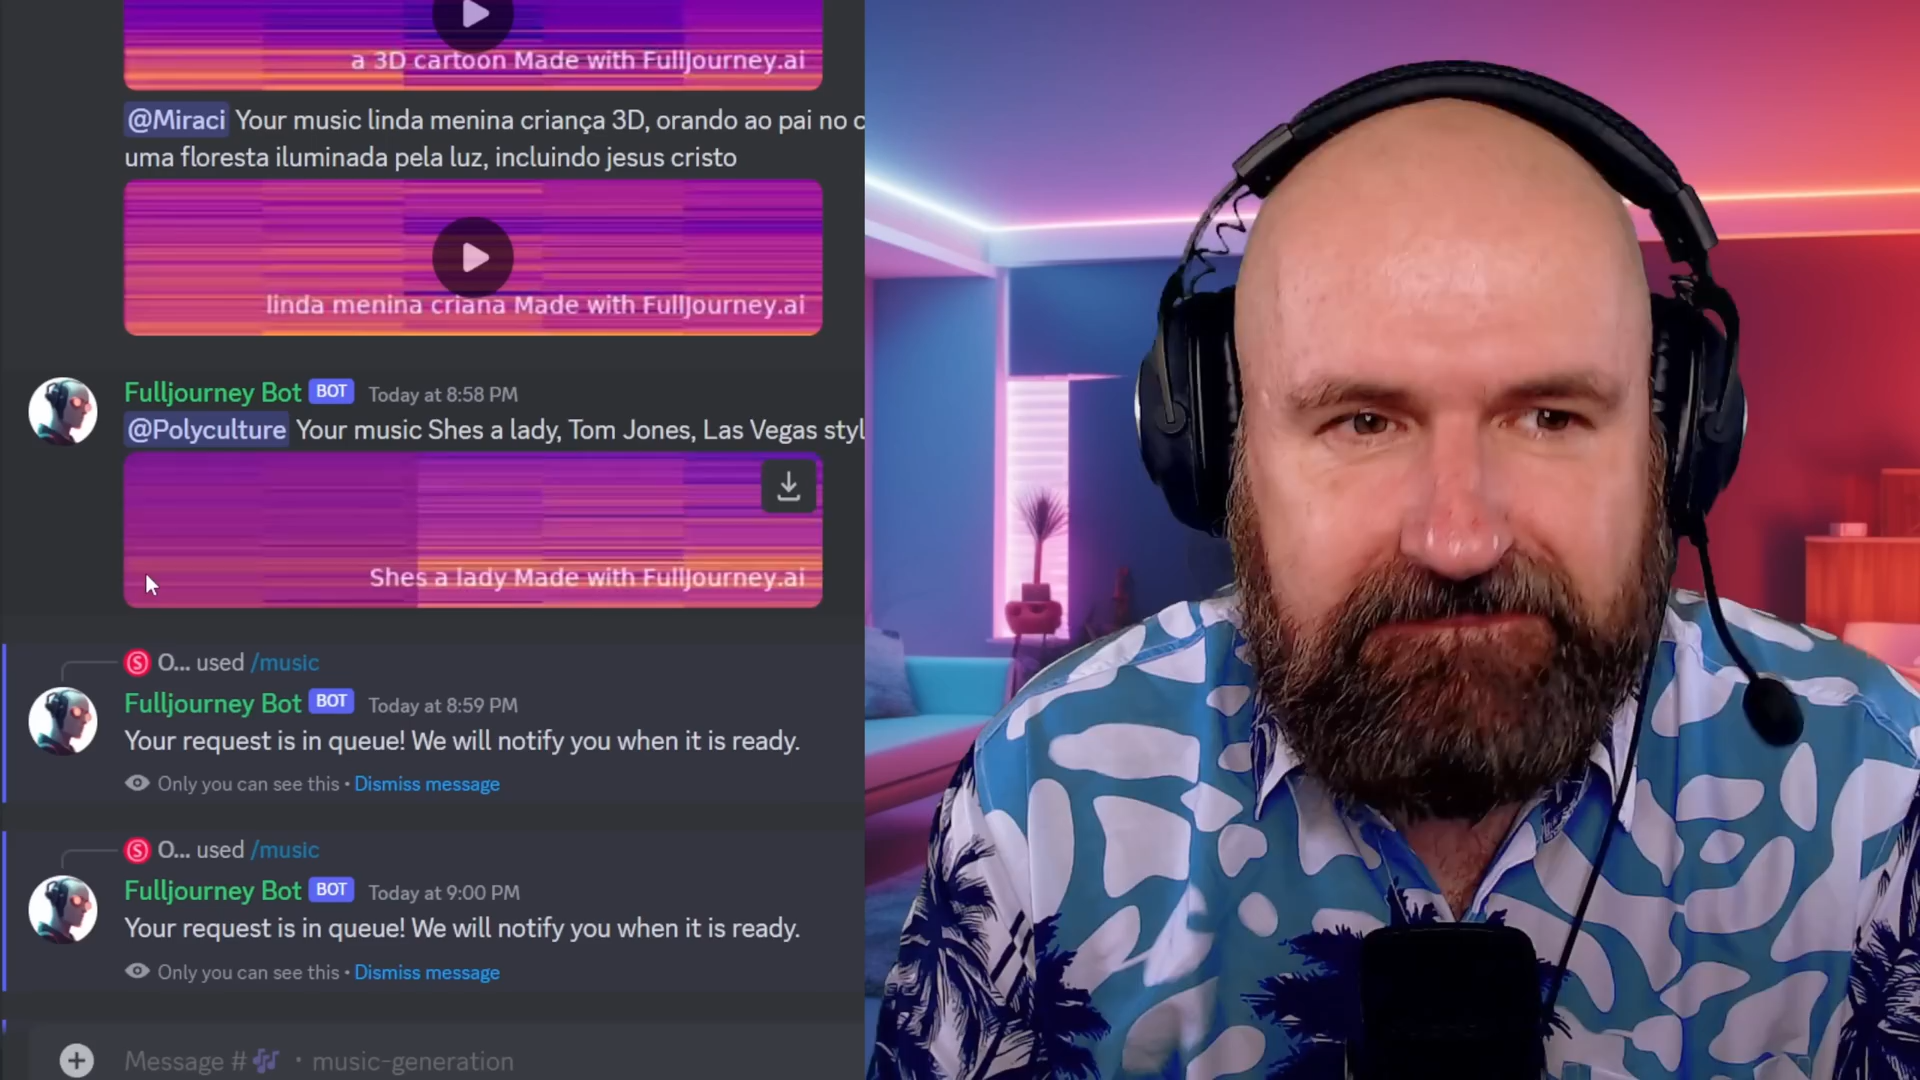 a 3D cartoon Made with FullJourney.ai
@Miraci Your music linda menina criança 3D, orando ao pai no c
uma floresta iluminada pela luz, incluindo jesus cristo
linda menina criana Made with FullJourney.ai
Fulljourney Bot BOT Today at 8:58 PM
@Polyculture Your music Shes a lady, Tom Jones, Las Vegas styl
Shes a lady Made with FullJourney.ai
O... used /music
Fulljourney Bot BOT Today at 8:59 PM
Your request is in queue! We will notify you when it is ready.
Only you can see this • Dismiss message
O... used /music
Fulljourney Bot BOT Today at 9:00 PM
Your request is in queue! We will notify you when it is ready.
Only you can see this • Dismiss message
Message #🎶・music-generation